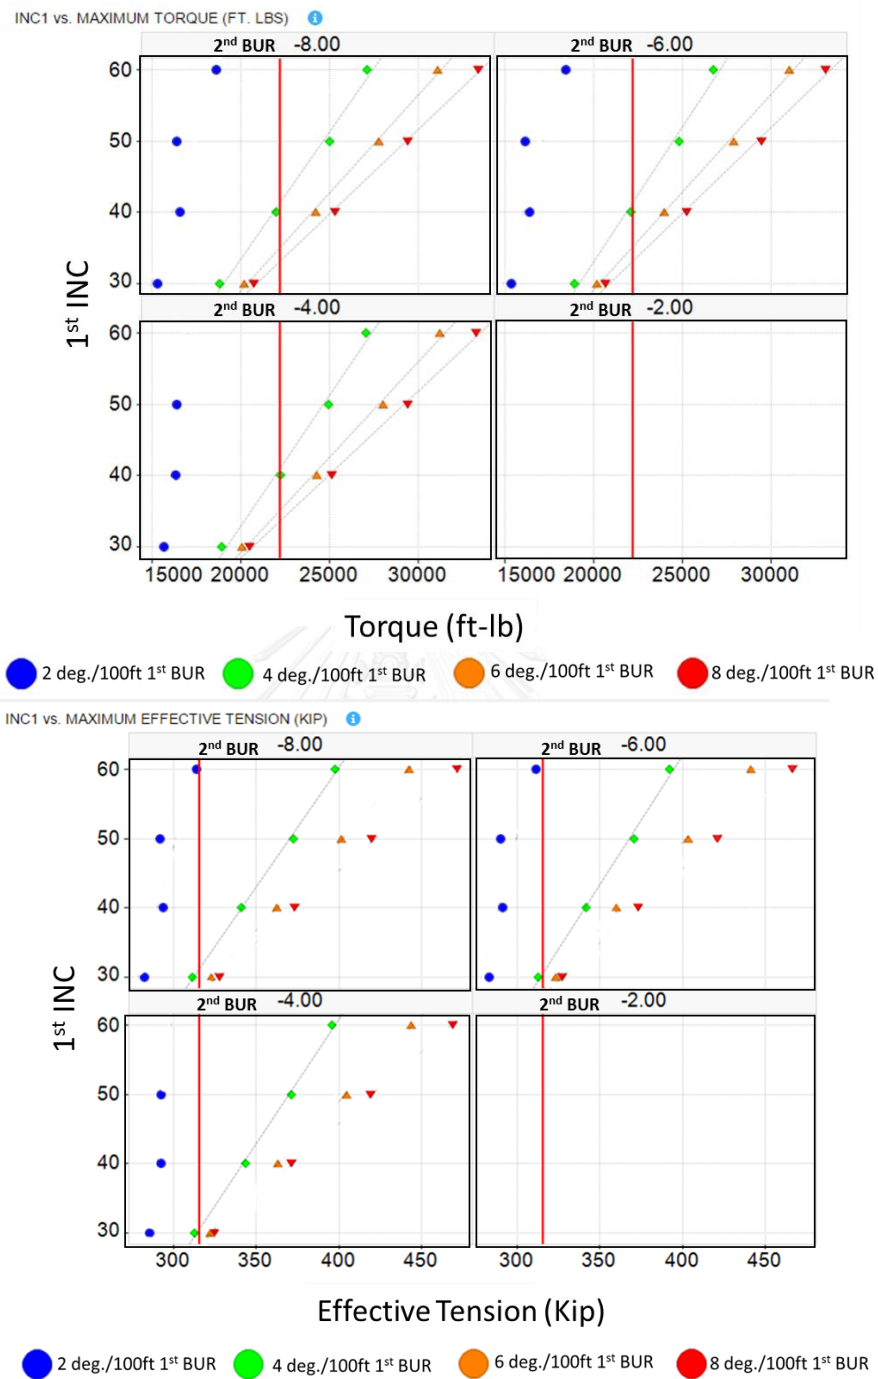 INC1 vs. MAXIMUM TORQUE (FT. LBS) i
2nd BUR -8.00 2nd BUR -6.00
60 60
50 50
40 40
30 30
1st INC
2nd BUR -4.00 2nd BUR -2.00
60
50
40
30
15000 20000 25000 30000 15000 20000 25000 30000
Torque (ft-lb)
2 deg./100ft 1st BUR 4 deg./100ft 1st BUR 6 deg./100ft 1st BUR 8 deg./100ft 1st BUR
INC1 vs. MAXIMUM EFFECTIVE TENSION (KIP) i
2nd BUR -8.00 2nd BUR -6.00
60
50
40
30
1st INC
2nd BUR -4.00 2nd BUR -2.00
60
50
40
30
300 350 400 450 300 350 400 450
Effective Tension (Kip)
2 deg./100ft 1st BUR 4 deg./100ft 1st BUR 6 deg./100ft 1st BUR 8 deg./100ft 1st BUR